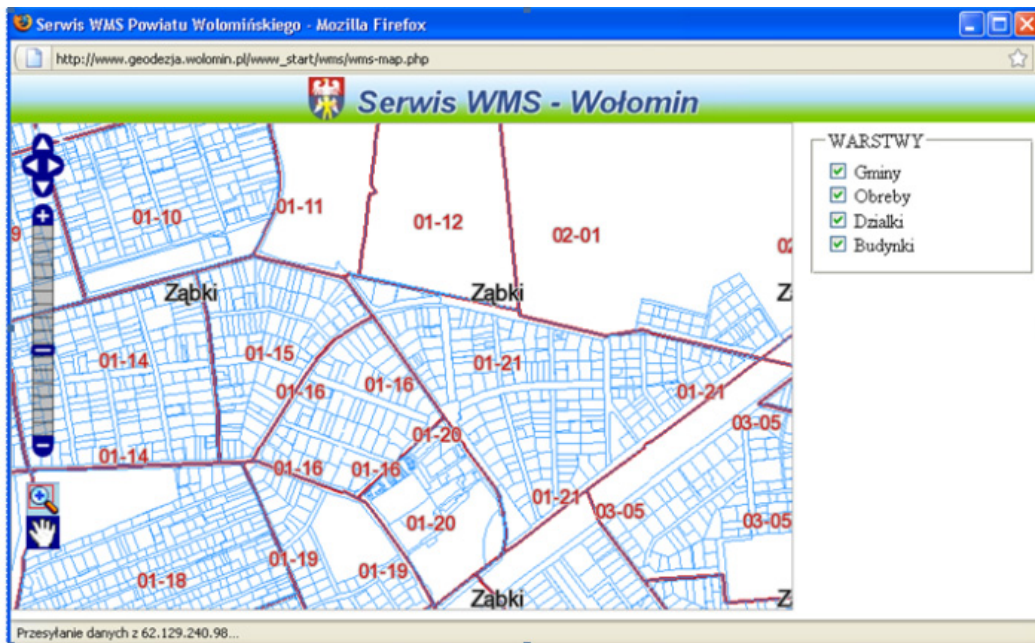 Serwis WMS Powiatu Wołomińskiego - Mozilla Firefox
http://www.geodezja.wolomin.pl/www_start/wms/wms-map.php
Serwis WMS - Wołomin
WARSTWY
Gminy
Obreby
Dzialki
Budynki
01-10
01-11
01-12
02-01
9
02
Ząbki
Ząbki
Z
01-14
01-15
01-21
01-16
01-16
01-21
03-05
01-20
01-14
01-16
01-16
01-21
03-05
03-05
01-20
01-18
01-19
01-19
Ząbki
Z
Przesyłanie danych z 62.129.240.98...